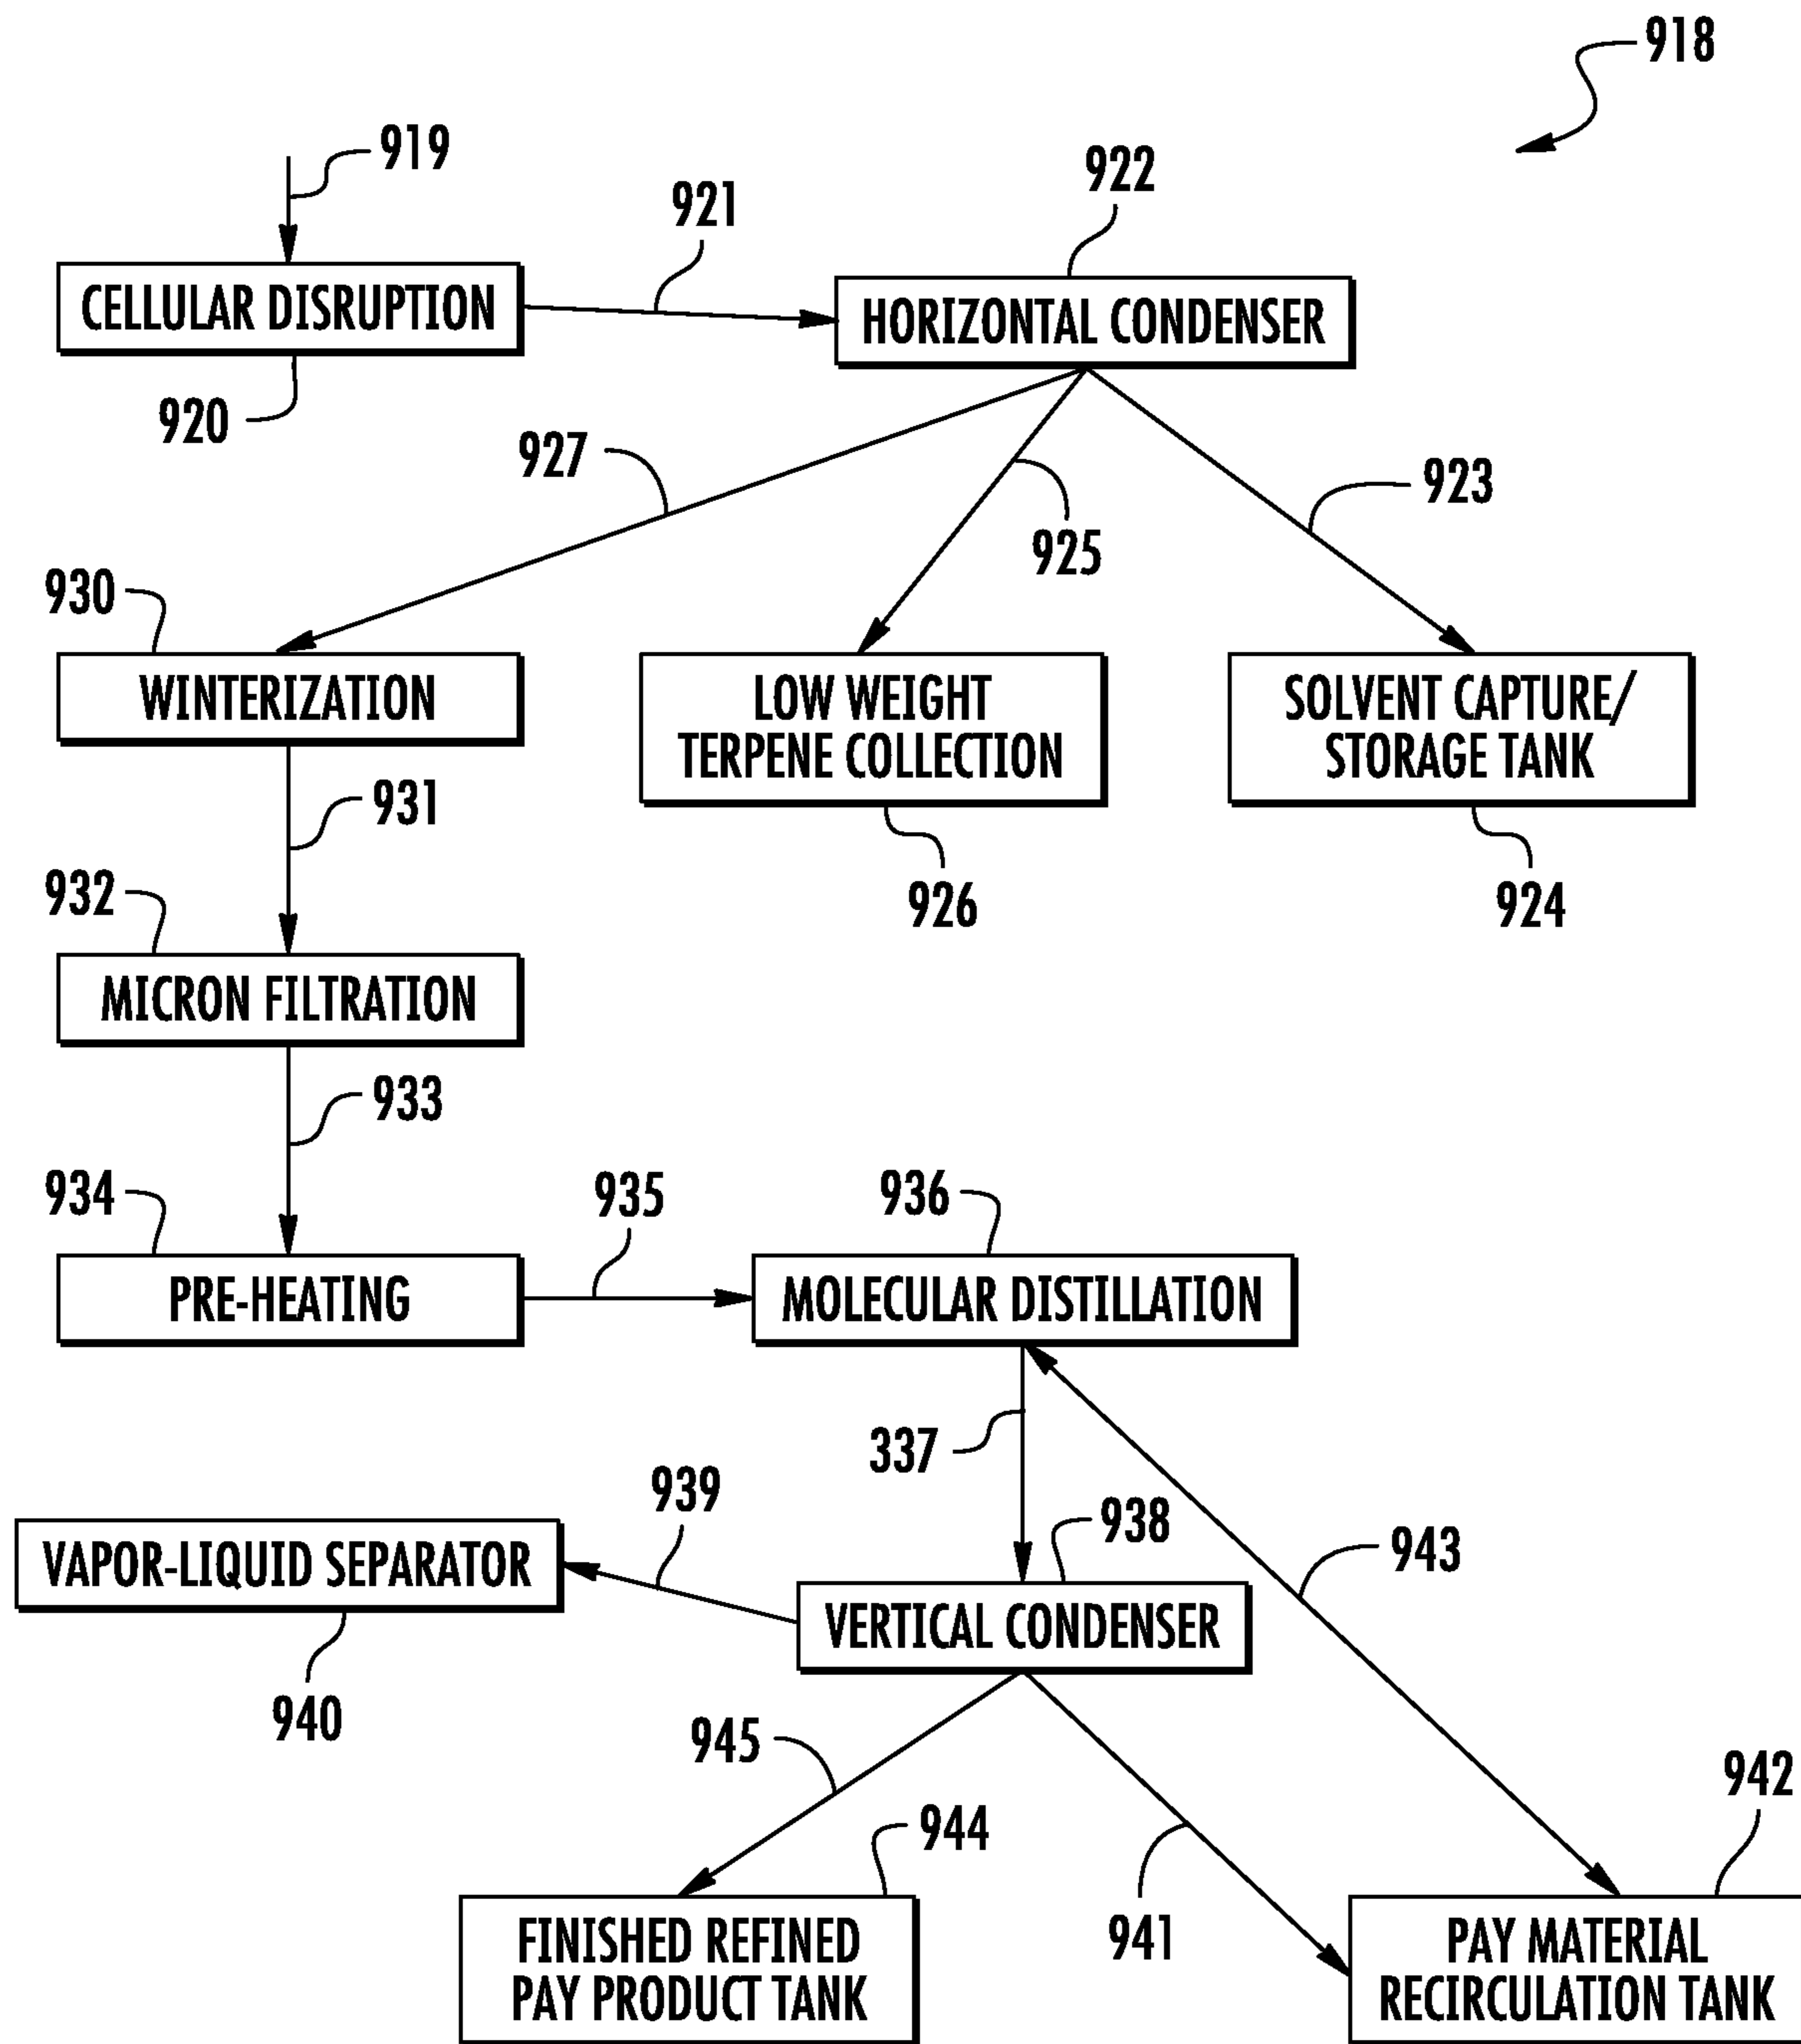 918
919
922
921
CELLULAR DISRUPTION
HORIZONTAL CONDENSER
920
927
923
925
930
WINTERIZATION
LOW WEIGHT
TERPENE COLLECTION
SOLVENT CAPTURE/
STORAGE TANK
931
932
926
924
MICRON FILTRATION
933
934
935
936
PRE-HEATING
MOLECULAR DISTILLATION
337
939
938
943
VAPOR-LIQUID SEPARATOR
VERTICAL CONDENSER
940
945
942
944
941
FINISHED REFINED
PAY PRODUCT TANK
PAY MATERIAL
RECIRCULATION TANK